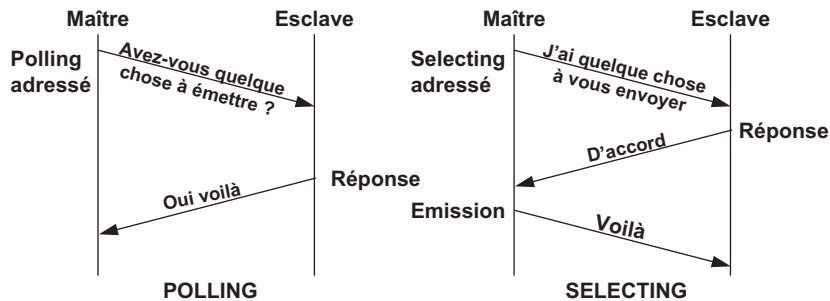 Maître
Esclave
Polling
adressé
Avez-vous quelque
chose à émettre ?
Réponse
Oui voilà
POLLING
Maître
Esclave
Selecting
adressé
J'ai quelque chose
à vous envoyer
Réponse
D'accord
Emission
Voilà
SELECTING